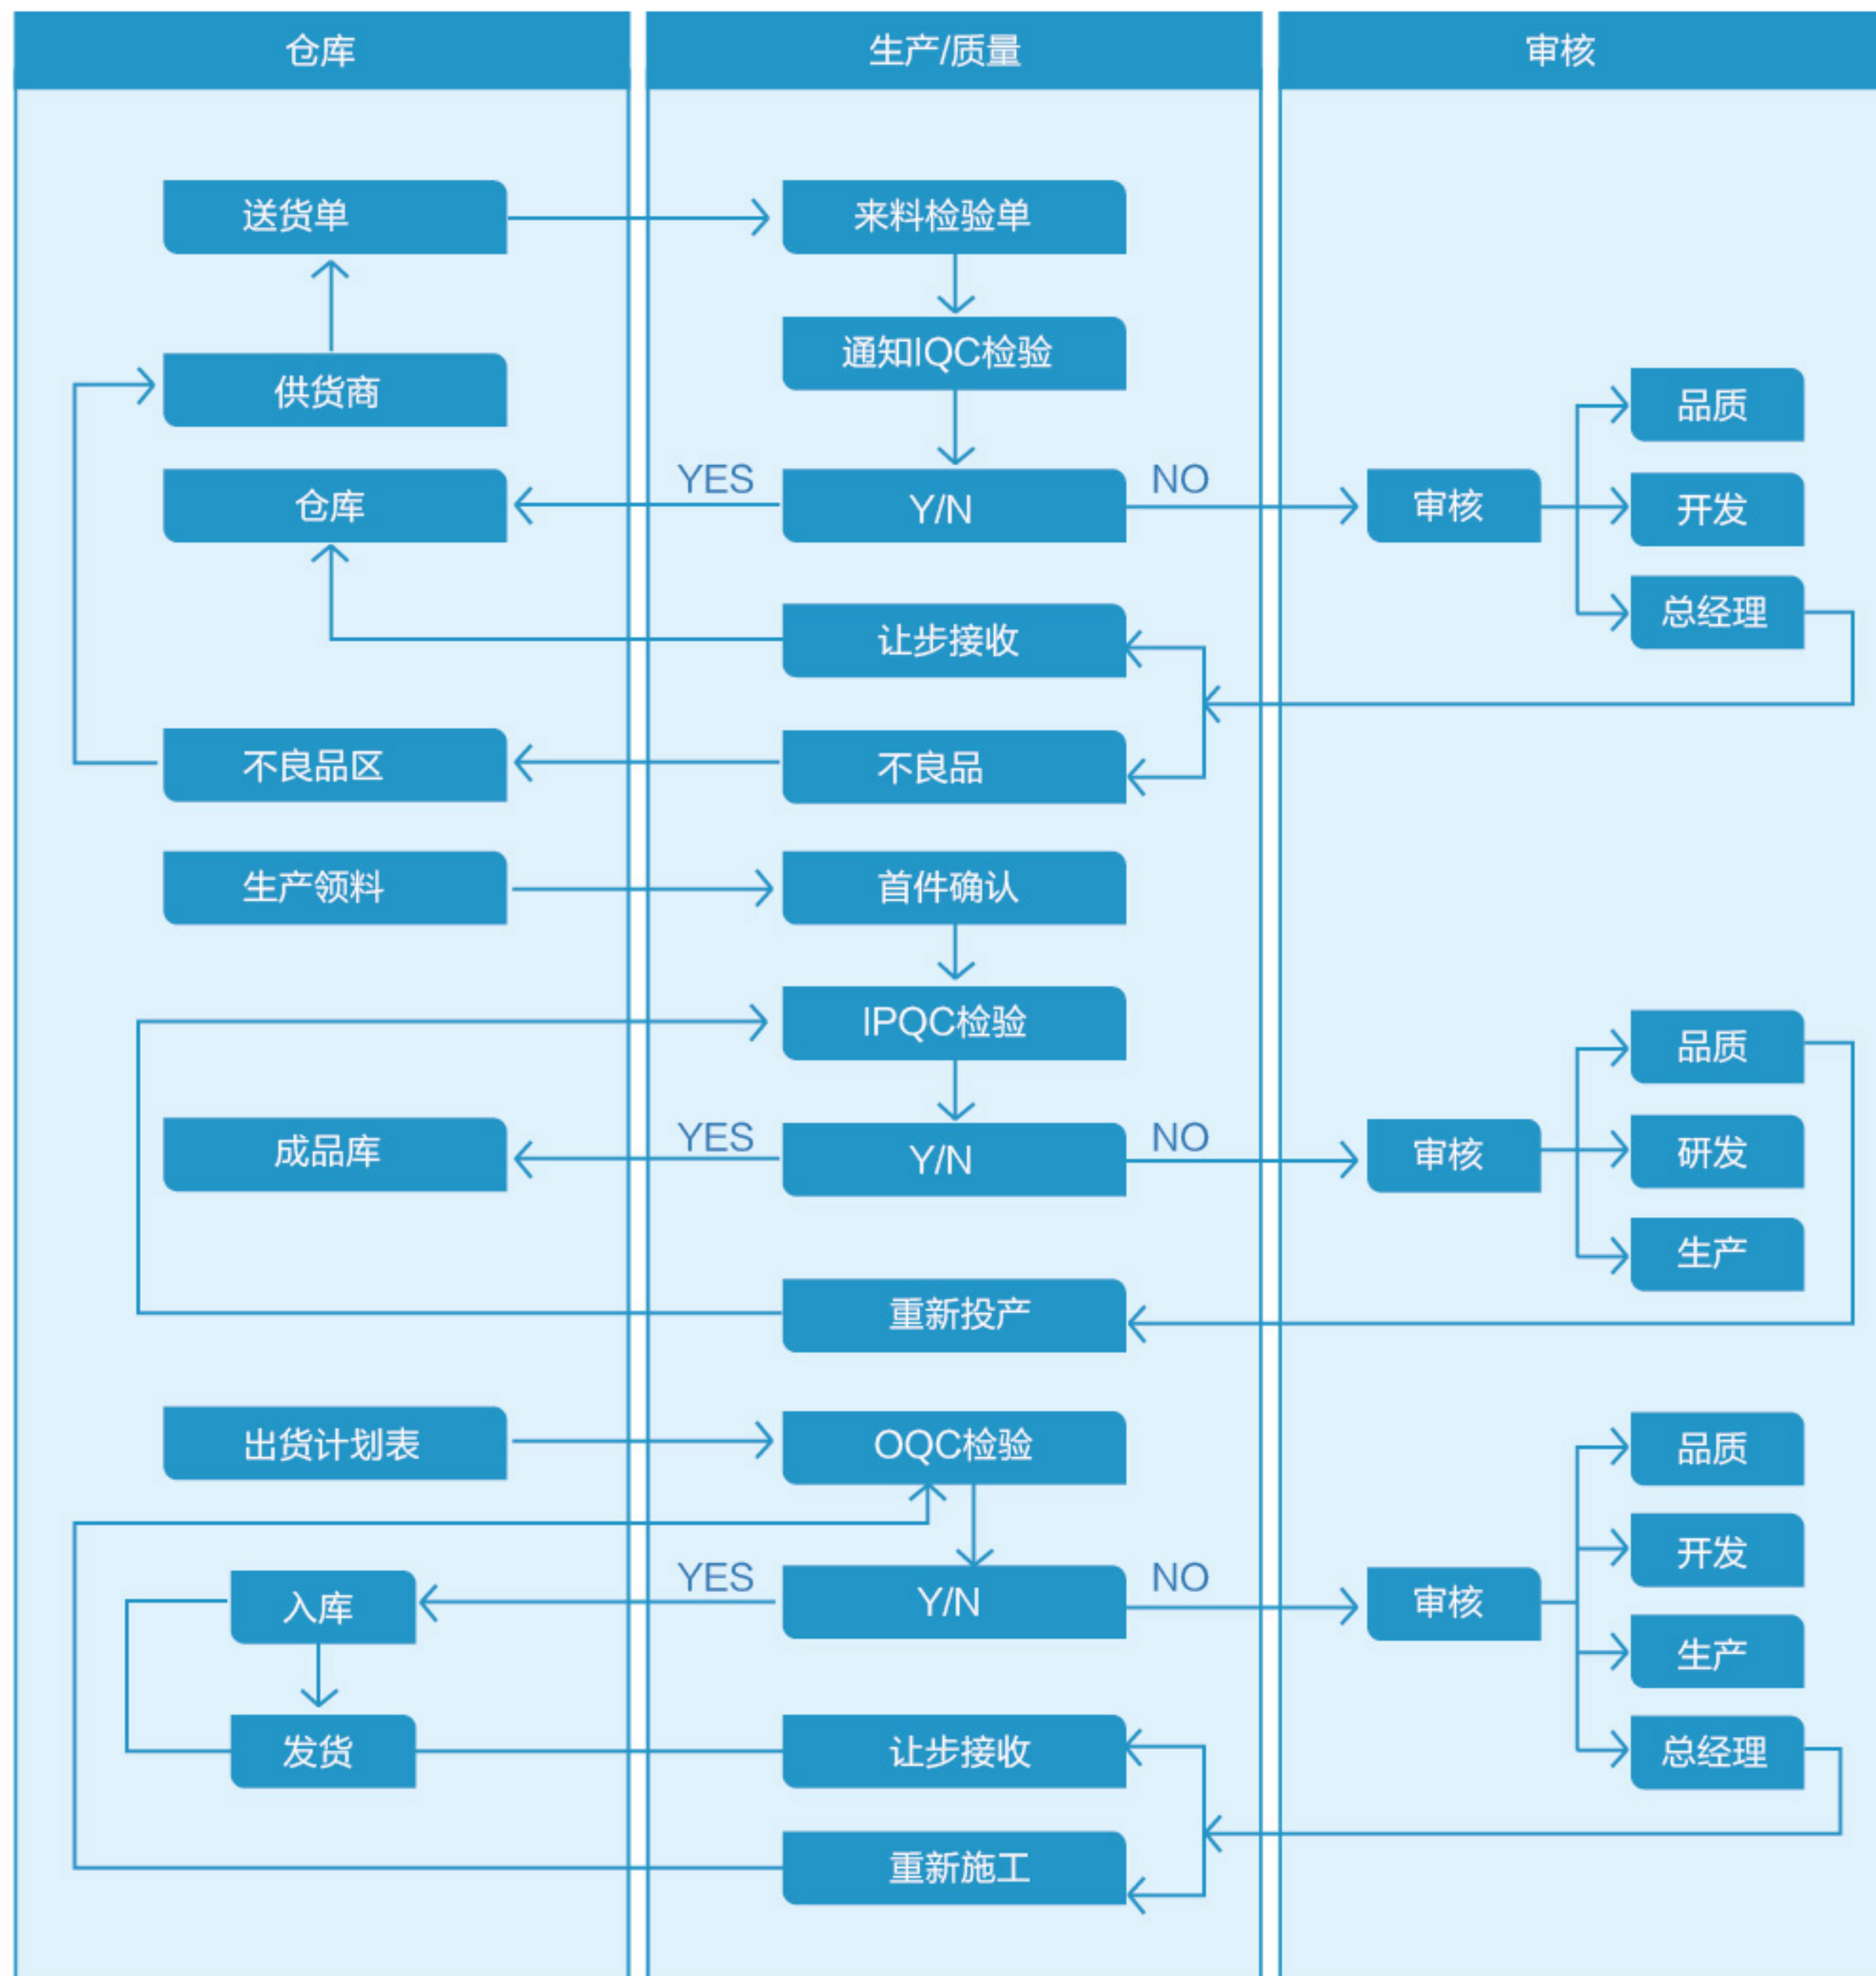 仓库
生产/质量
审核
送货单
来料检验单
通知IQC检验
供货商
品质
仓库
YES
Y/N
NO
审核
开发
总经理
让步接收
不良品区
不良品
生产领料
首件确认
IPQC检验
品质
成品库
YES
Y/N
NO
审核
研发
生产
重新投产
出货计划表
OQC检验
品质
开发
入库
YES
Y/N
NO
审核
生产
发货
让步接收
总经理
重新施工